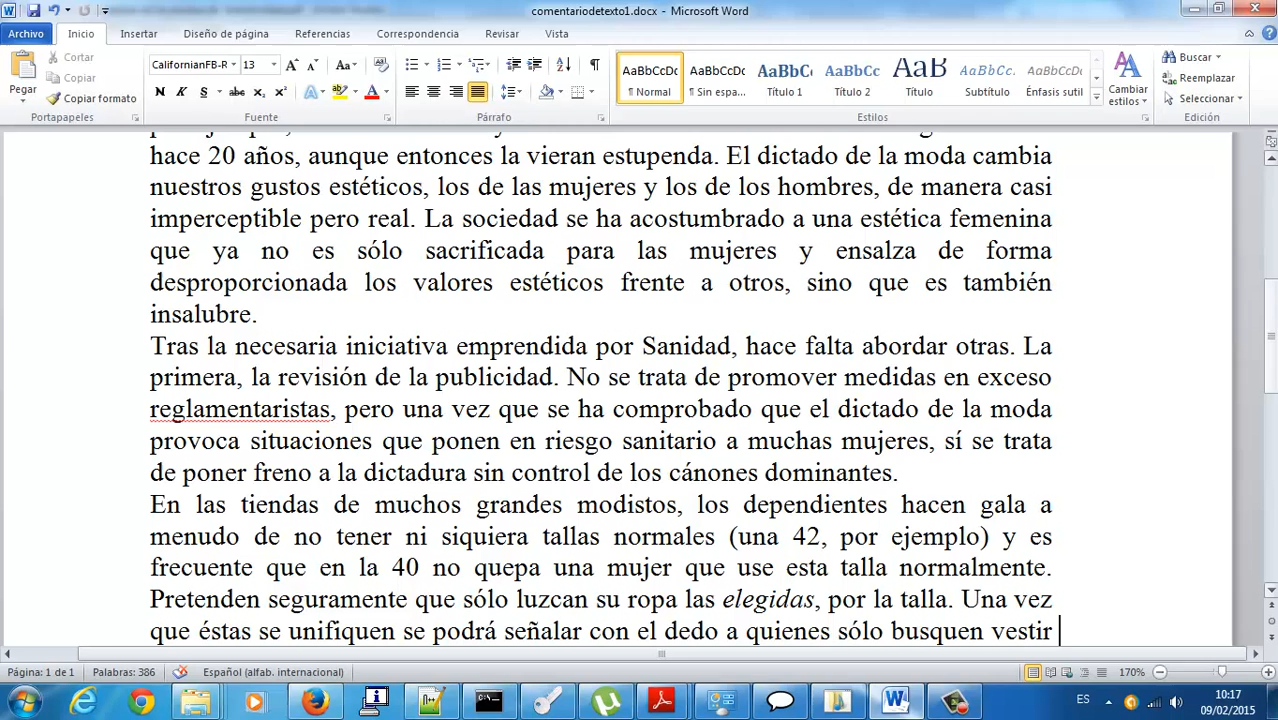 comentariodetexto1.docx - Microsoft Word
Archivo Inicio Insertar Diseño de página Referencias Correspondencia Revisar Vista
Pegar
Cortar
Copiar
Copiar formato
CalifornianFB-R 13
N K S abc x₂ x² A A
Aa
AaBbCcDc AaBbCcDc AaBbC AaBbCc AaB AaBbCc. AaBbCcDc
¶ Normal ¶ Sin espa... Título 1 Título 2 Título Subtítulo Énfasis sutil
Cambiar
estilos
Buscar
Reemplazar
Seleccionar
Portapapeles Fuente Párrafo Estilos Edición
hace 20 años, aunque entonces la vieran estupenda. El dictado de la moda cambia
nuestros gustos estéticos, los de las mujeres y los de los hombres, de manera casi
imperceptible pero real. La sociedad se ha acostumbrado a una estética femenina
que ya no es sólo sacrificada para las mujeres y ensalza de forma
desproporcionada los valores estéticos frente a otros, sino que es también
insalubre.
Tras la necesaria iniciativa emprendida por Sanidad, hace falta abordar otras. La
primera, la revisión de la publicidad. No se trata de promover medidas en exceso
reglamentaristas, pero una vez que se ha comprobado que el dictado de la moda
provoca situaciones que ponen en riesgo sanitario a muchas mujeres, sí se trata
de poner freno a la dictadura sin control de los cánones dominantes.
En las tiendas de muchos grandes modistos, los dependientes hacen gala a
menudo de no tener ni siquiera tallas normales (una 42, por ejemplo) y es
frecuente que en la 40 no quepa una mujer que use esta talla normalmente.
Pretenden seguramente que sólo luzcan su ropa las elegidas, por la talla. Una vez
que éstas se unifiquen se podrá señalar con el dedo a quienes sólo busquen vestir
Página: 1 de 1 Palabras: 386 Español (alfab. internacional) 170%
ES 10:17
09/02/2015